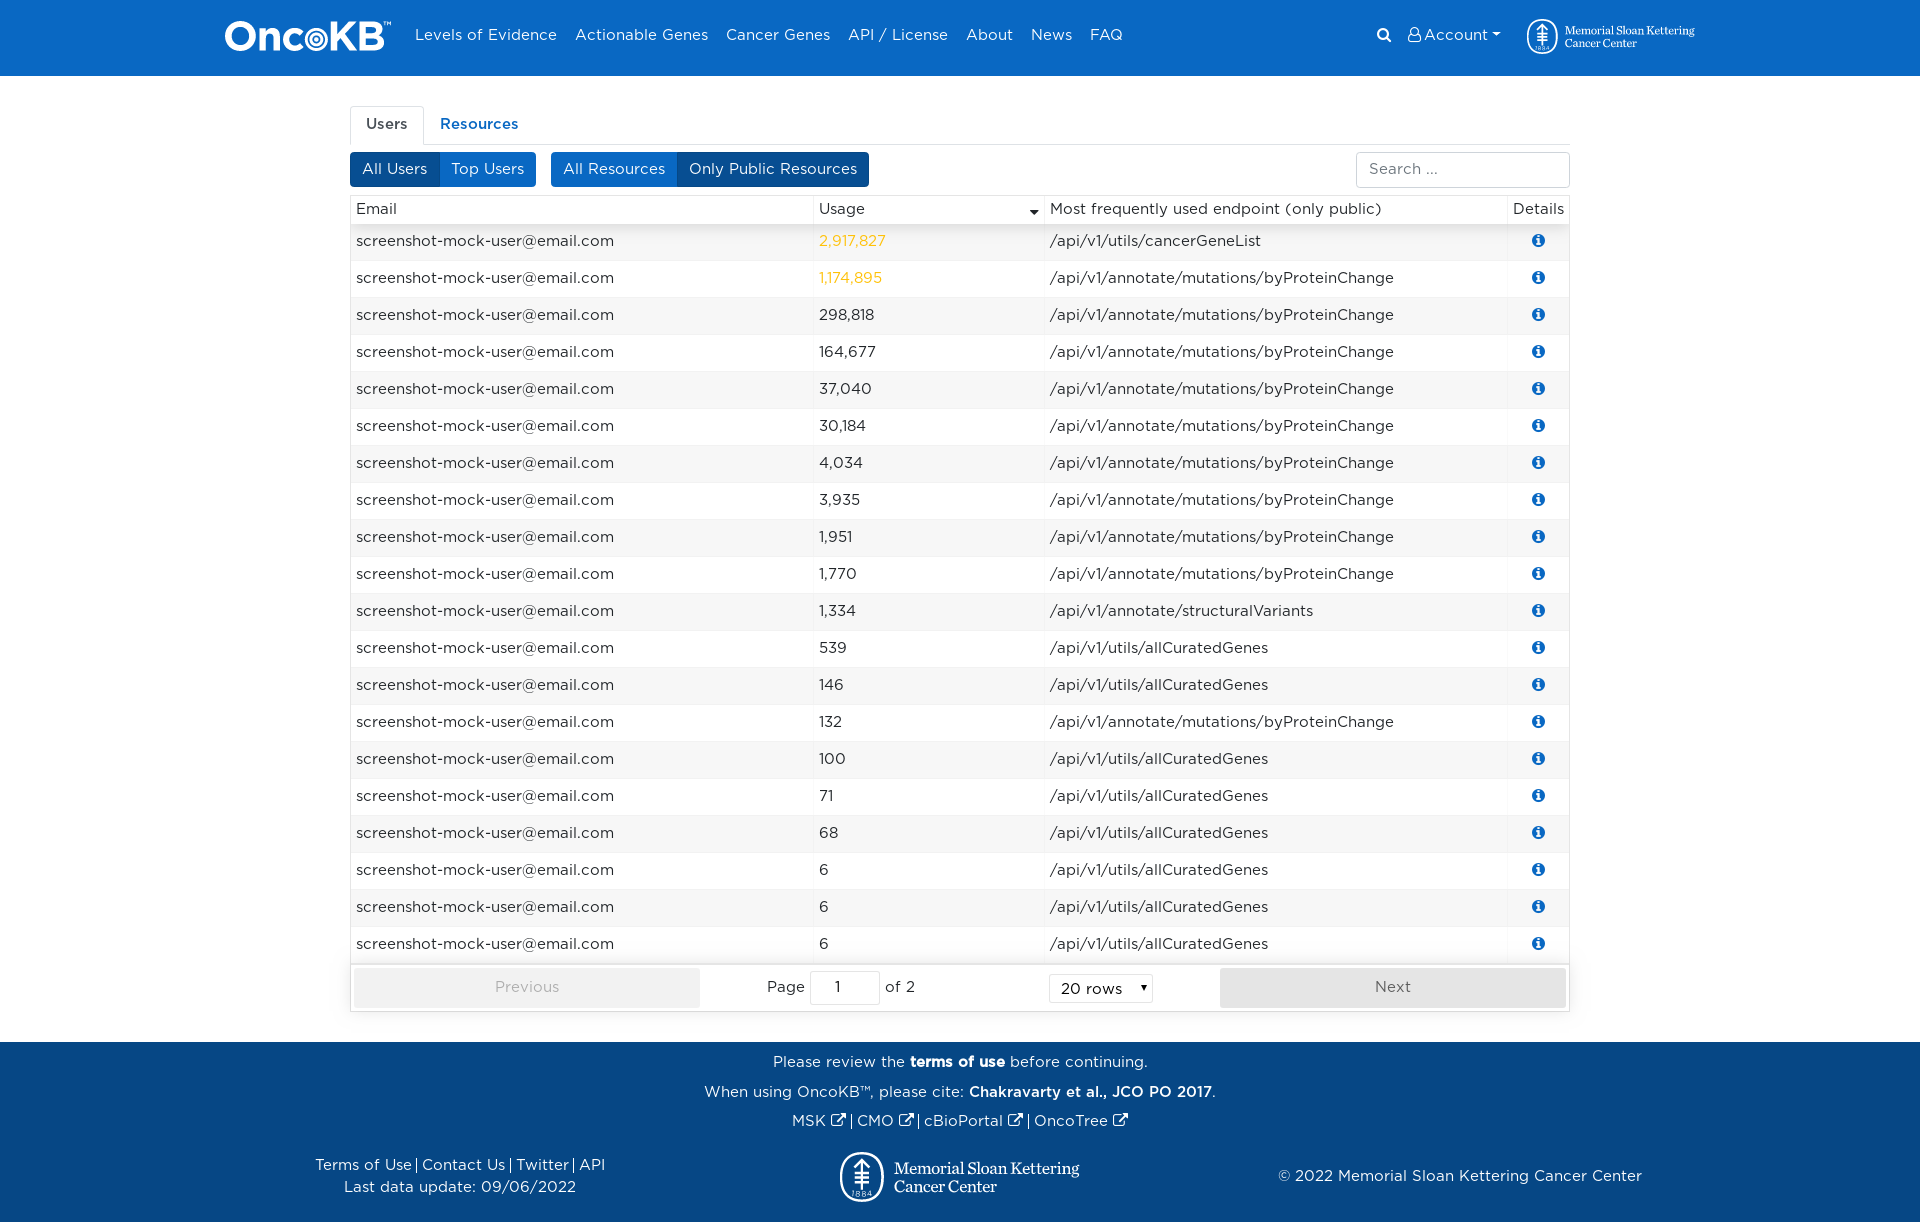 OncoKB™ Levels of Evidence Actionable Genes Cancer Genes API / License About News FAQ Account 1884 Memorial Sloan Kettering Cancer Center
Users Resources
All Users Top Users All Resources Only Public Resources Search ...
Email Usage Most frequently used endpoint (only public) Details
screenshot-mock-user@email.com 2,917,827 /api/v1/utils/cancerGeneList
screenshot-mock-user@email.com 1,174,895 /api/v1/annotate/mutations/byProteinChange
screenshot-mock-user@email.com 298,818 /api/v1/annotate/mutations/byProteinChange
screenshot-mock-user@email.com 164,677 /api/v1/annotate/mutations/byProteinChange
screenshot-mock-user@email.com 37,040 /api/v1/annotate/mutations/byProteinChange
screenshot-mock-user@email.com 30,184 /api/v1/annotate/mutations/byProteinChange
screenshot-mock-user@email.com 4,034 /api/v1/annotate/mutations/byProteinChange
screenshot-mock-user@email.com 3,935 /api/v1/annotate/mutations/byProteinChange
screenshot-mock-user@email.com 1,951 /api/v1/annotate/mutations/byProteinChange
screenshot-mock-user@email.com 1,770 /api/v1/annotate/mutations/byProteinChange
screenshot-mock-user@email.com 1,334 /api/v1/annotate/structuralVariants
screenshot-mock-user@email.com 539 /api/v1/utils/allCuratedGenes
screenshot-mock-user@email.com 146 /api/v1/utils/allCuratedGenes
screenshot-mock-user@email.com 132 /api/v1/annotate/mutations/byProteinChange
screenshot-mock-user@email.com 100 /api/v1/utils/allCuratedGenes
screenshot-mock-user@email.com 71 /api/v1/utils/allCuratedGenes
screenshot-mock-user@email.com 68 /api/v1/utils/allCuratedGenes
screenshot-mock-user@email.com 6 /api/v1/utils/allCuratedGenes
screenshot-mock-user@email.com 6 /api/v1/utils/allCuratedGenes
screenshot-mock-user@email.com 6 /api/v1/utils/allCuratedGenes
Previous Page 1 of 2 20 rows Next
Please review the terms of use before continuing.
When using OncoKB™, please cite: Chakravarty et al., JCO PO 2017.
MSK | CMO | cBioPortal | OncoTree
Terms of Use | Contact Us | Twitter | API
Last data update: 09/06/2022
1884 Memorial Sloan Kettering
Cancer Center
© 2022 Memorial Sloan Kettering Cancer Center